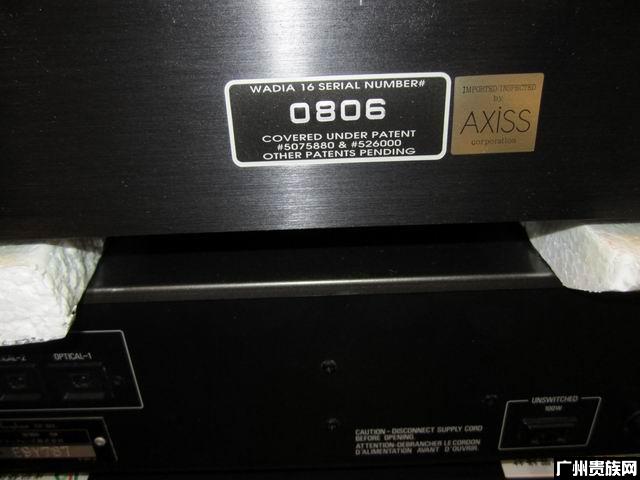 WADIA 16 SERIAL NUMBER#
0806
COVERED UNDER PATENT
#5075880 & #526000
OTHER PATENTS PENDING
IMPORTED/INSPECTED
by
AXiSS
corporation
OPTICAL-1
UNSWITCHED
100W
CAUTION - DISCONNECT SUPPLY CORD
BEFORE OPENING.
ATTENTION-DEBRANCHER LE CORDON
D'ALIMENTATION AVANT D'OUVRIR.
广州贵族网